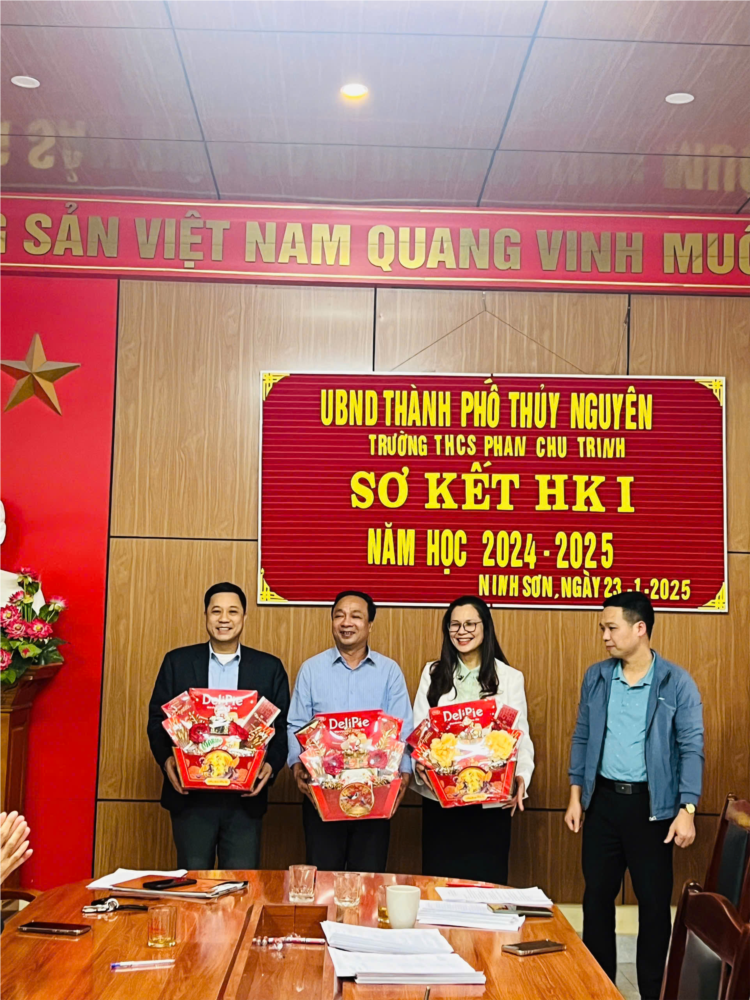 G SẢN VIỆT NAM QUANG VINH MUÔ
UBND THÀNH PHỐ THỦY NGUYÊN
TRƯỜNG THCS PHAN CHU TRINH
SƠ KẾT HK I
NĂM HỌC 2024 - 2025
NINH SƠN, NGÀY 23 -1-2025
DeliPie
DeliPie
DeliPie